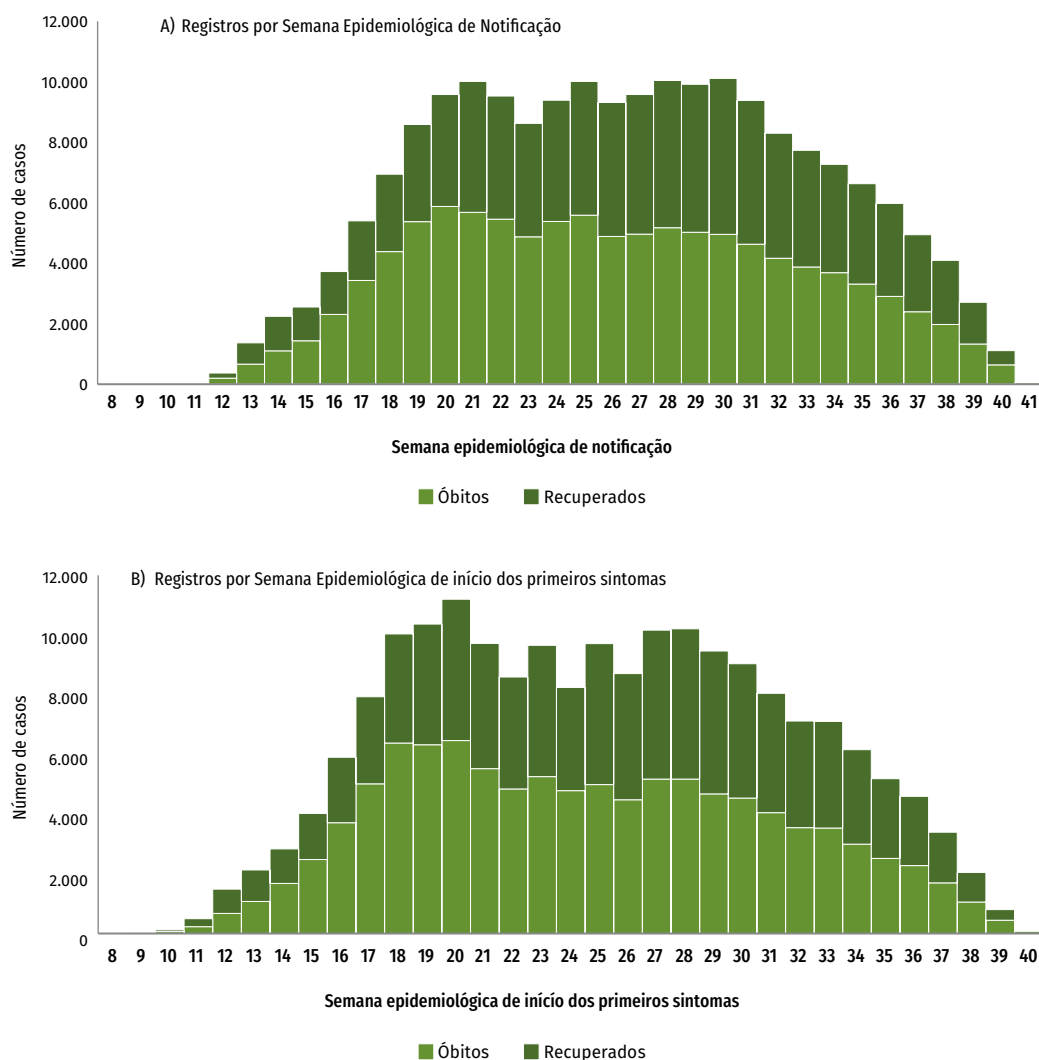 A) Registros por Semana Epidemiológica de Notificação
Número de casos
12.000
10.000
8.000
6.000
4.000
2.000
0
8 9 10 11 12 13 14 15 16 17 18 19 20 21 22 23 24 25 26 27 28 29 30 31 32 33 34 35 36 37 38 39 40 41
Semana epidemiológica de notificação
Óbitos Recuperados
B) Registros por Semana Epidemiológica de início dos primeiros sintomas
Número de casos
12.000
10.000
8.000
6.000
4.000
2.000
0
8 9 10 11 12 13 14 15 16 17 18 19 20 21 22 23 24 25 26 27 28 29 30 31 32 33 34 35 36 37 38 39 40
Semana epidemiológica de início dos primeiros sintomas
Óbitos Recuperados